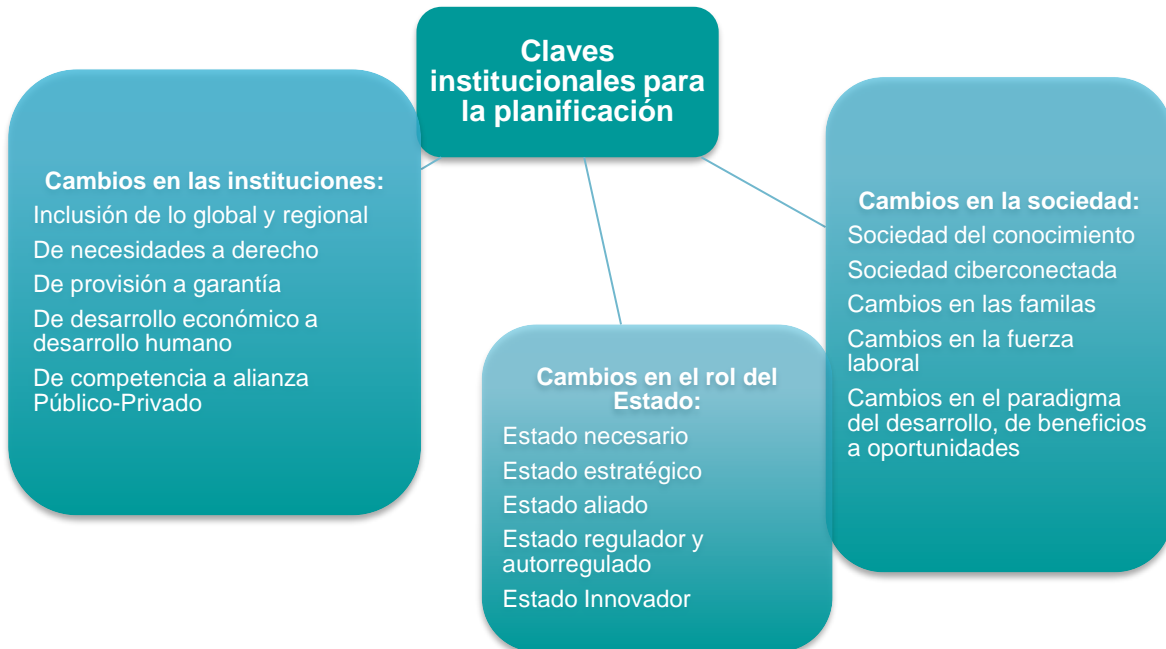 Claves
institucionales para
la planificación
Cambios en las instituciones:
Inclusión de lo global y regional
De necesidades a derecho
De provisión a garantía
De desarrollo económico a
desarrollo humano
De competencia a alianza
Público-Privado
Cambios en el rol del
Estado:
Estado necesario
Estado estratégico
Estado aliado
Estado regulador y
autorregulado
Estado Innovador
Cambios en la sociedad:
Sociedad del conocimiento
Sociedad ciberconectada
Cambios en las familas
Cambios en la fuerza
laboral
Cambios en el paradigma
del desarrollo, de beneficios
a oportunidades